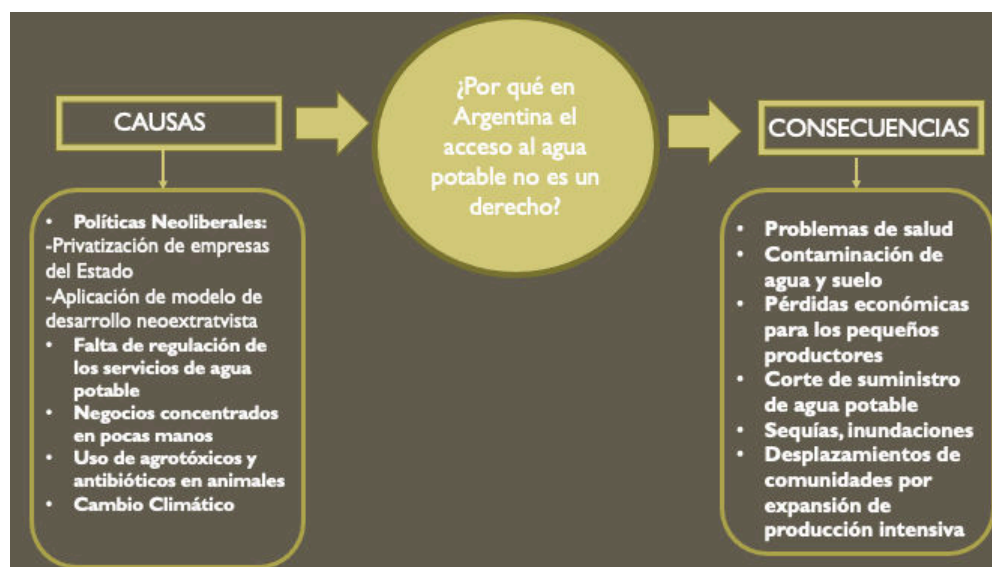 CAUSAS
• Políticas Neoliberales:
-Privatización de empresas
del Estado
-Aplicación de modelo de
desarrollo neoextratvista
• Falta de regulación de
los servicios de agua
potable
• Negocios concentrados
en pocas manos
• Uso de agrotóxicos y
antibióticos en animales
• Cambio Climático
¿Por qué en
Argentina el
acceso al agua
potable no es un
derecho?
CONSECUENCIAS
• Problemas de salud
• Contaminación de
agua y suelo
• Pérdidas económicas
para los pequeños
productores
• Corte de suministro
de agua potable
• Sequías, inundaciones
• Desplazamientos de
comunidades por
expansión de
producción intensiva